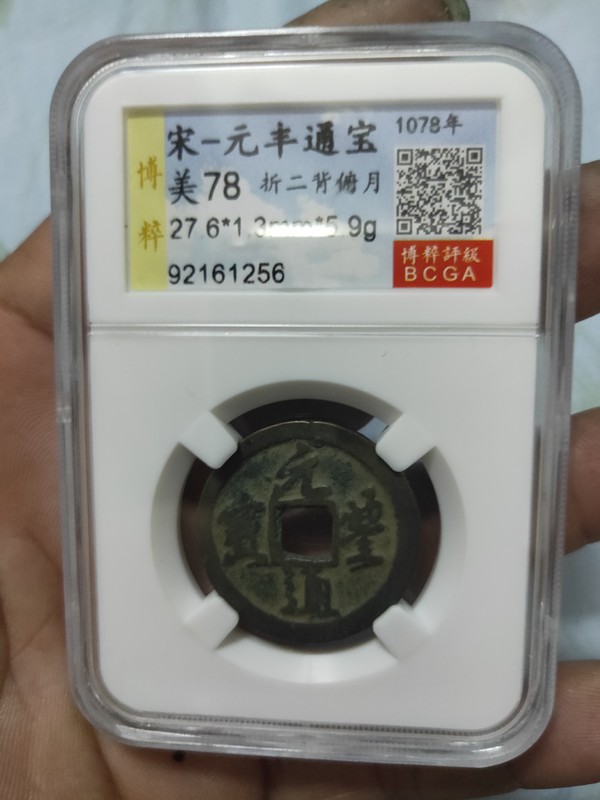 博粹
宋-元丰通宝
1078年
美78 折二背俯月
27.6*1.3mm*5.9g
92161256
博粹評級
BCGA
元豐通寶